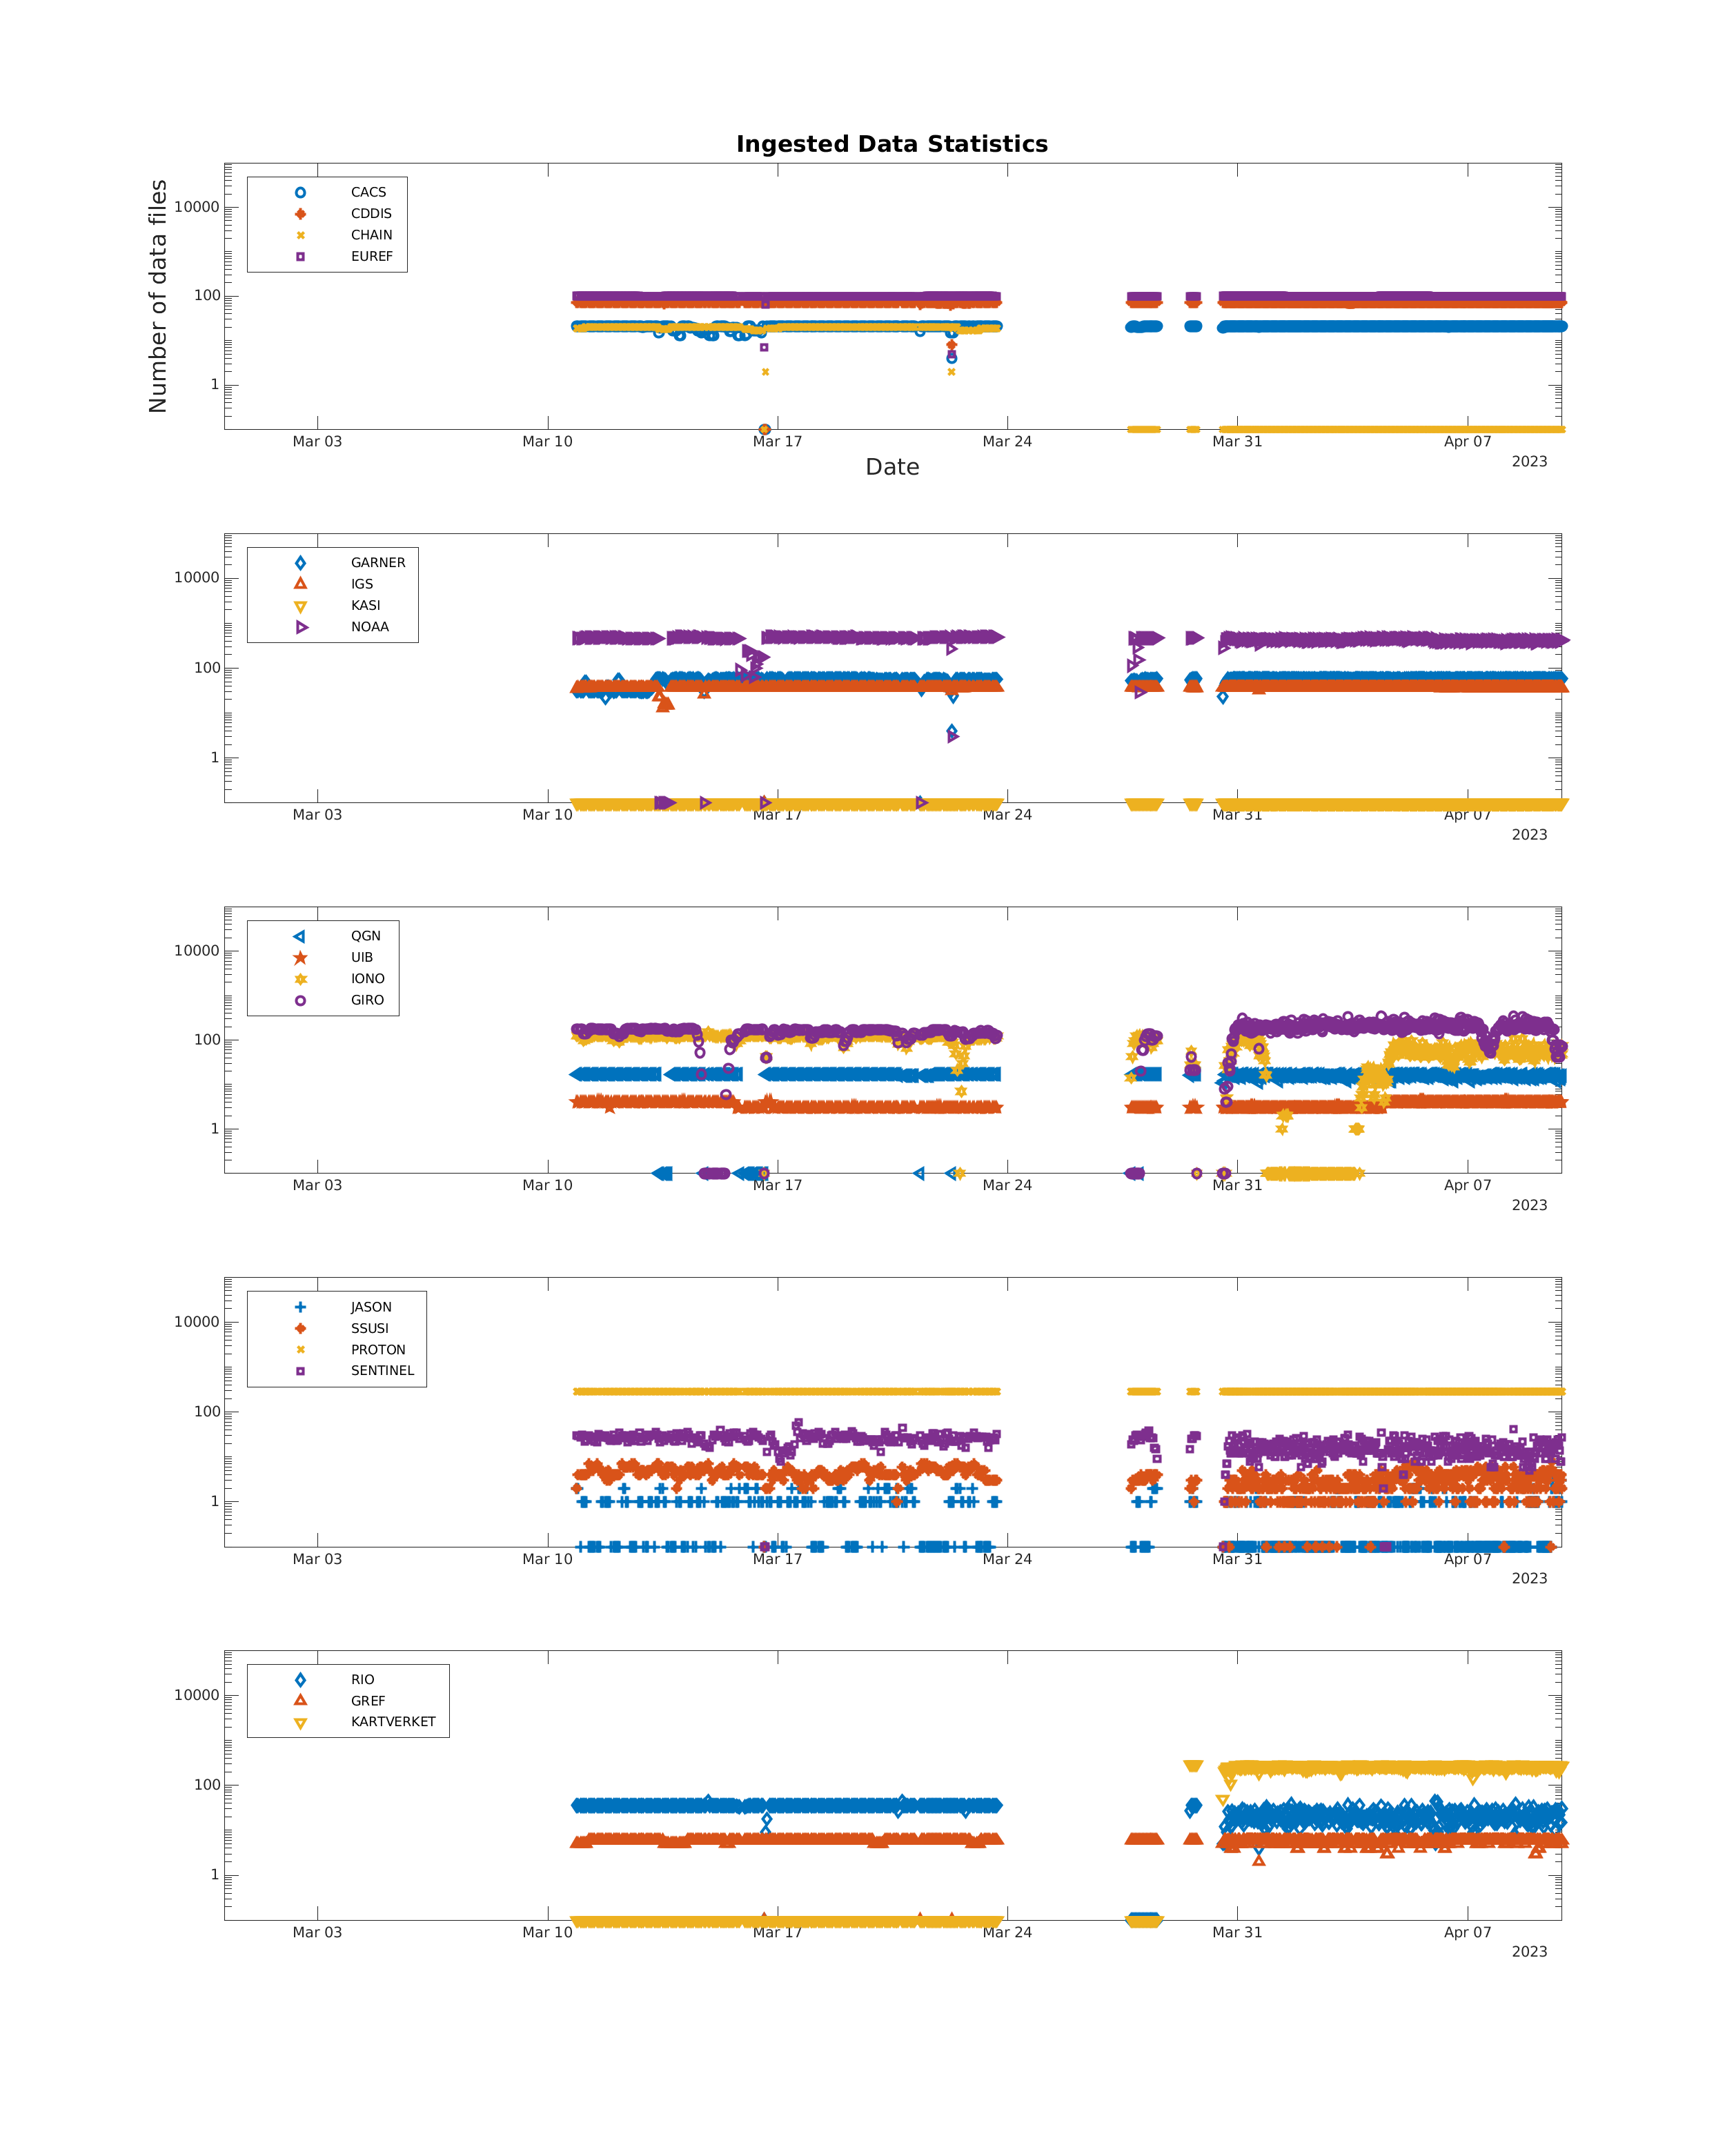 Ingested Data Statistics
Number of data files
10000
100
1
CACS
CDDIS
CHAIN
EUREF
Mar 03 Mar 10 Mar 17 Mar 24 Mar 31 Apr 07
2023
Date
10000
100
1
GARNER
IGS
KASI
NOAA
Mar 03 Mar 10 Mar 17 Mar 24 Mar 31 Apr 07
2023
10000
100
1
QGN
UIB
IONO
GIRO
Mar 03 Mar 10 Mar 17 Mar 24 Mar 31 Apr 07
2023
10000
100
1
JASON
SSUSI
PROTON
SENTINEL
Mar 03 Mar 10 Mar 17 Mar 24 Mar 31 Apr 07
2023
10000
100
1
RIO
GREF
KARTVERKET
Mar 03 Mar 10 Mar 17 Mar 24 Mar 31 Apr 07
2023